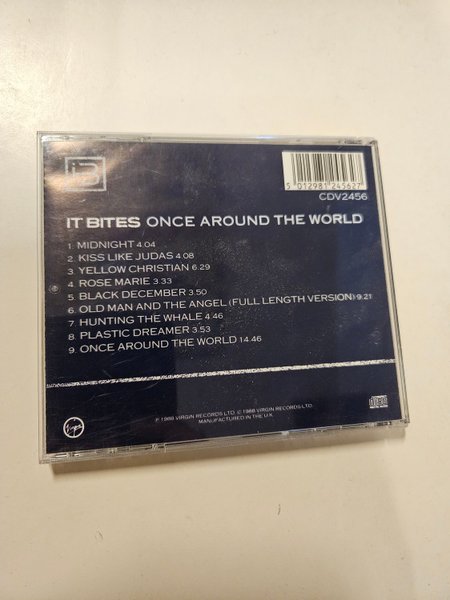 5 012981 245627
CDV2456
IT BITES ONCE AROUND THE WORLD
1. MIDNIGHT 4.04
2. KISS LIKE JUDAS 4.08
3. YELLOW CHRISTIAN 6.29
4. ROSE MARIE 3.33
5. BLACK DECEMBER 3.50
6. OLD MAN AND THE ANGEL (FULL LENGTH VERSION) 9.21
7. HUNTING THE WHALE 4.46
8. PLASTIC DREAMER 3.53
9. ONCE AROUND THE WORLD 14.46
P 1988 VIRGIN RECORDS LTD. © 1988 VIRGIN RECORDS LTD.
MANUFACTURED IN THE U.K.
Virgin